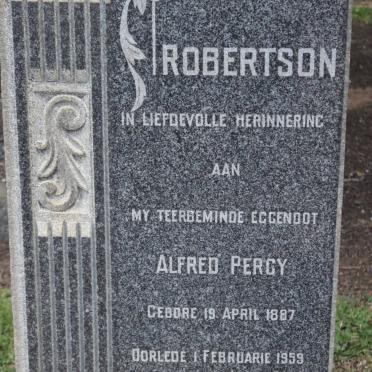 ROBERTSON
IN LIEFDEVOLLE HERINNERING
AAN
MY TEERBEMINDE EGGENOOT
ALFRED PERCY
GEBORE 19 APRIL 1887
OORLEDE 1 FEBRUARIE 1959